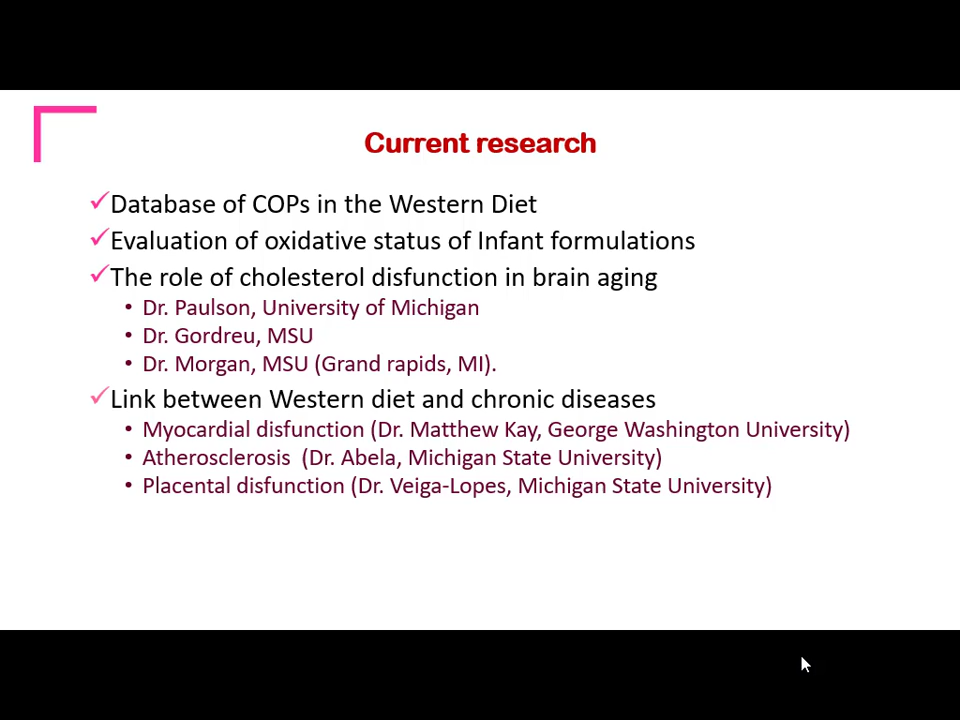 Current research
Database of COPs in the Western Diet
Evaluation of oxidative status of Infant formulations
The role of cholesterol disfunction in brain aging
• Dr. Paulson, University of Michigan
• Dr. Gordreu, MSU
• Dr. Morgan, MSU (Grand rapids, MI).
Link between Western diet and chronic diseases
• Myocardial disfunction (Dr. Matthew Kay, George Washington University)
• Atherosclerosis (Dr. Abela, Michigan State University)
• Placental disfunction (Dr. Veiga-Lopes, Michigan State University)